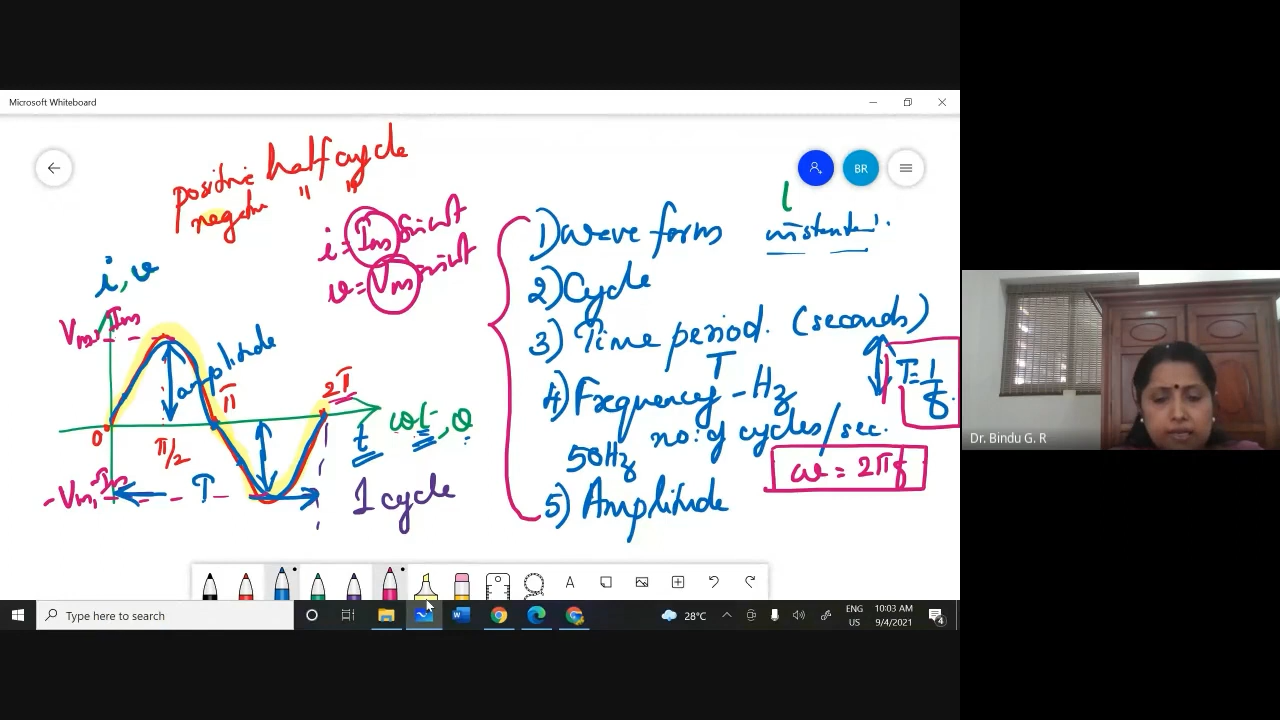 Microsoft Whiteboard
BR
positive half cycle
" "
i = Im sin ωt
v = Vm sin ωt
i, v
Vm, Im
amplitude
0
π/2
π
2π
t
ωt, θ
-Vm, -Im
T
1 cycle
1) Wave forms
2) Cycle
3) Time period. (seconds)
T
T = 1/f
4) Frequency - Hz
no: of cycles/sec.
50Hz
ω = 2πf
5) Amplitude
Dr. Bindu G. R
Type here to search
28°C
ENG
US
10:03 AM
9/4/2021
4